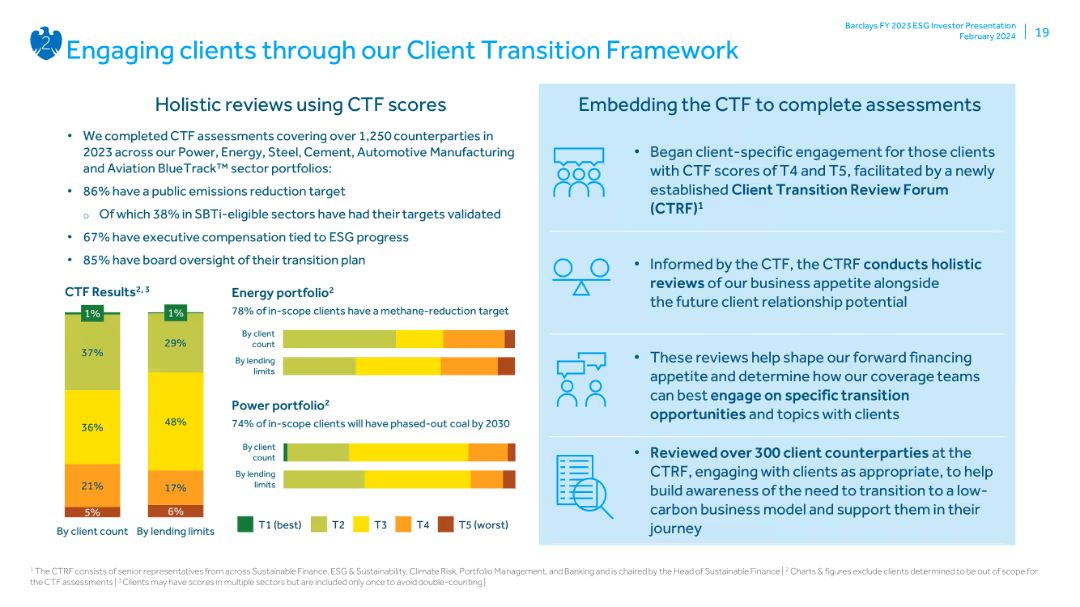 Barclays FY 2023 ESG Investor Presentation
February 2024
19
2
Engaging clients through our Client Transition Framework
Holistic reviews using CTF scores
• We completed CTF assessments covering over 1,250 counterparties in
2023 across our Power, Energy, Steel, Cement, Automotive Manufacturing
and Aviation BlueTrack™ sector portfolios:
• 86% have a public emissions reduction target
o Of which 38% in SBTi-eligible sectors have had their targets validated
• 67% have executive compensation tied to ESG progress
• 85% have board oversight of their transition plan
CTF Results2, 3
1%
37%
36%
21%
5%
By client count
1%
29%
48%
17%
6%
By lending limits
Energy portfolio2
78% of in-scope clients have a methane-reduction target
By client
count
By lending
limits
Power portfolio2
74% of in-scope clients will have phased-out coal by 2030
By client
count
By lending
limits
T1 (best)
T2
T3
T4
T5 (worst)
Embedding the CTF to complete assessments
• Began client-specific engagement for those clients
with CTF scores of T4 and T5, facilitated by a newly
established Client Transition Review Forum
(CTRF)1
• Informed by the CTF, the CTRF conducts holistic
reviews of our business appetite alongside
the future client relationship potential
• These reviews help shape our forward financing
appetite and determine how our coverage teams
can best engage on specific transition
opportunities and topics with clients
• Reviewed over 300 client counterparties at the
CTRF, engaging with clients as appropriate, to help
build awareness of the need to transition to a low-
carbon business model and support them in their
journey
1 The CTRF consists of senior representatives from across Sustainable Finance, ESG & Sustainability, Climate Risk, Portfolio Management, and Banking and is chaired by the Head of Sustainable Finance | 2 Charts & figures exclude clients determined to be out of scope for
the CTF assessments | 3 Clients may have scores in multiple sectors but are included only once to avoid double-counting|